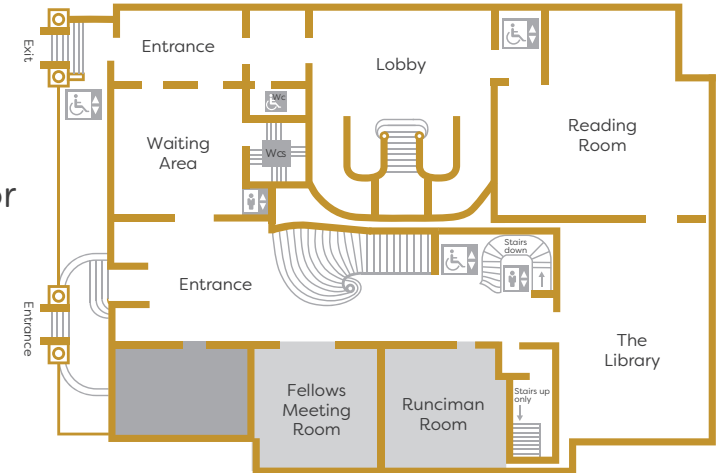 Exit
Entrance
Lobby
Wc
Reading
Room
Waiting
Area
Wcs
or
Entrance
Stairs
down
Entrance
The
Library
Fellows
Meeting
Room
Runciman
Room
Stairs up
only